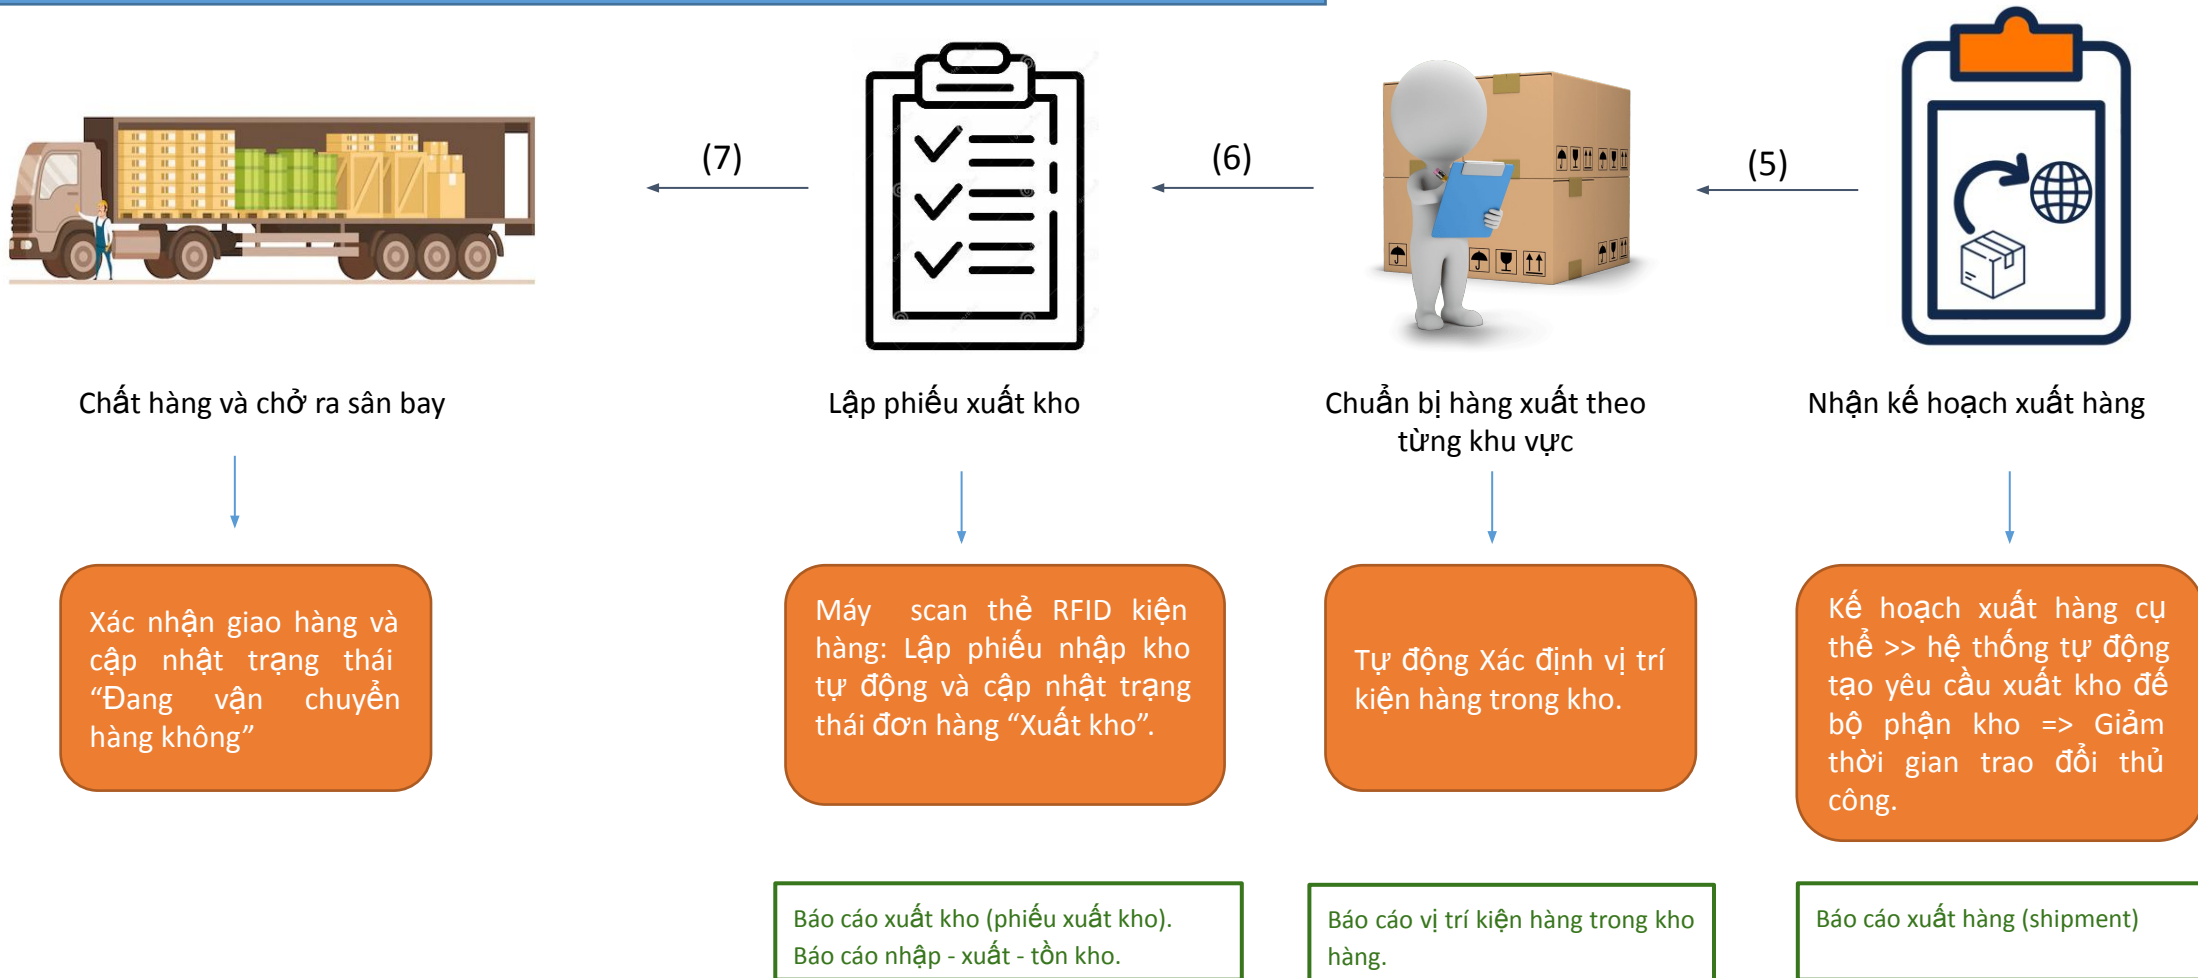 (7)
(6)
(5)
Chất hàng và chở ra sân bay
Lập phiếu xuất kho
Chuẩn bị hàng xuất theo
từng khu vực
Nhận kế hoạch xuất hàng
Xác nhận giao hàng và
cập nhật trạng thái
“Đang vận chuyển
hàng không”
Máy scan thẻ RFID kiện
hàng: Lập phiếu nhập kho
tự động và cập nhật trạng
thái đơn hàng “Xuất kho”.
Tự động Xác định vị trí
kiện hàng trong kho.
Kế hoạch xuất hàng cụ
thể >> hệ thống tự động
tạo yêu cầu xuất kho đế
bộ phận kho => Giảm
thời gian trao đổi thủ
công.
Báo cáo xuất kho (phiếu xuất kho).
Báo cáo nhập - xuất - tồn kho.
Báo cáo vị trí kiện hàng trong kho
hàng.
Báo cáo xuất hàng (shipment)